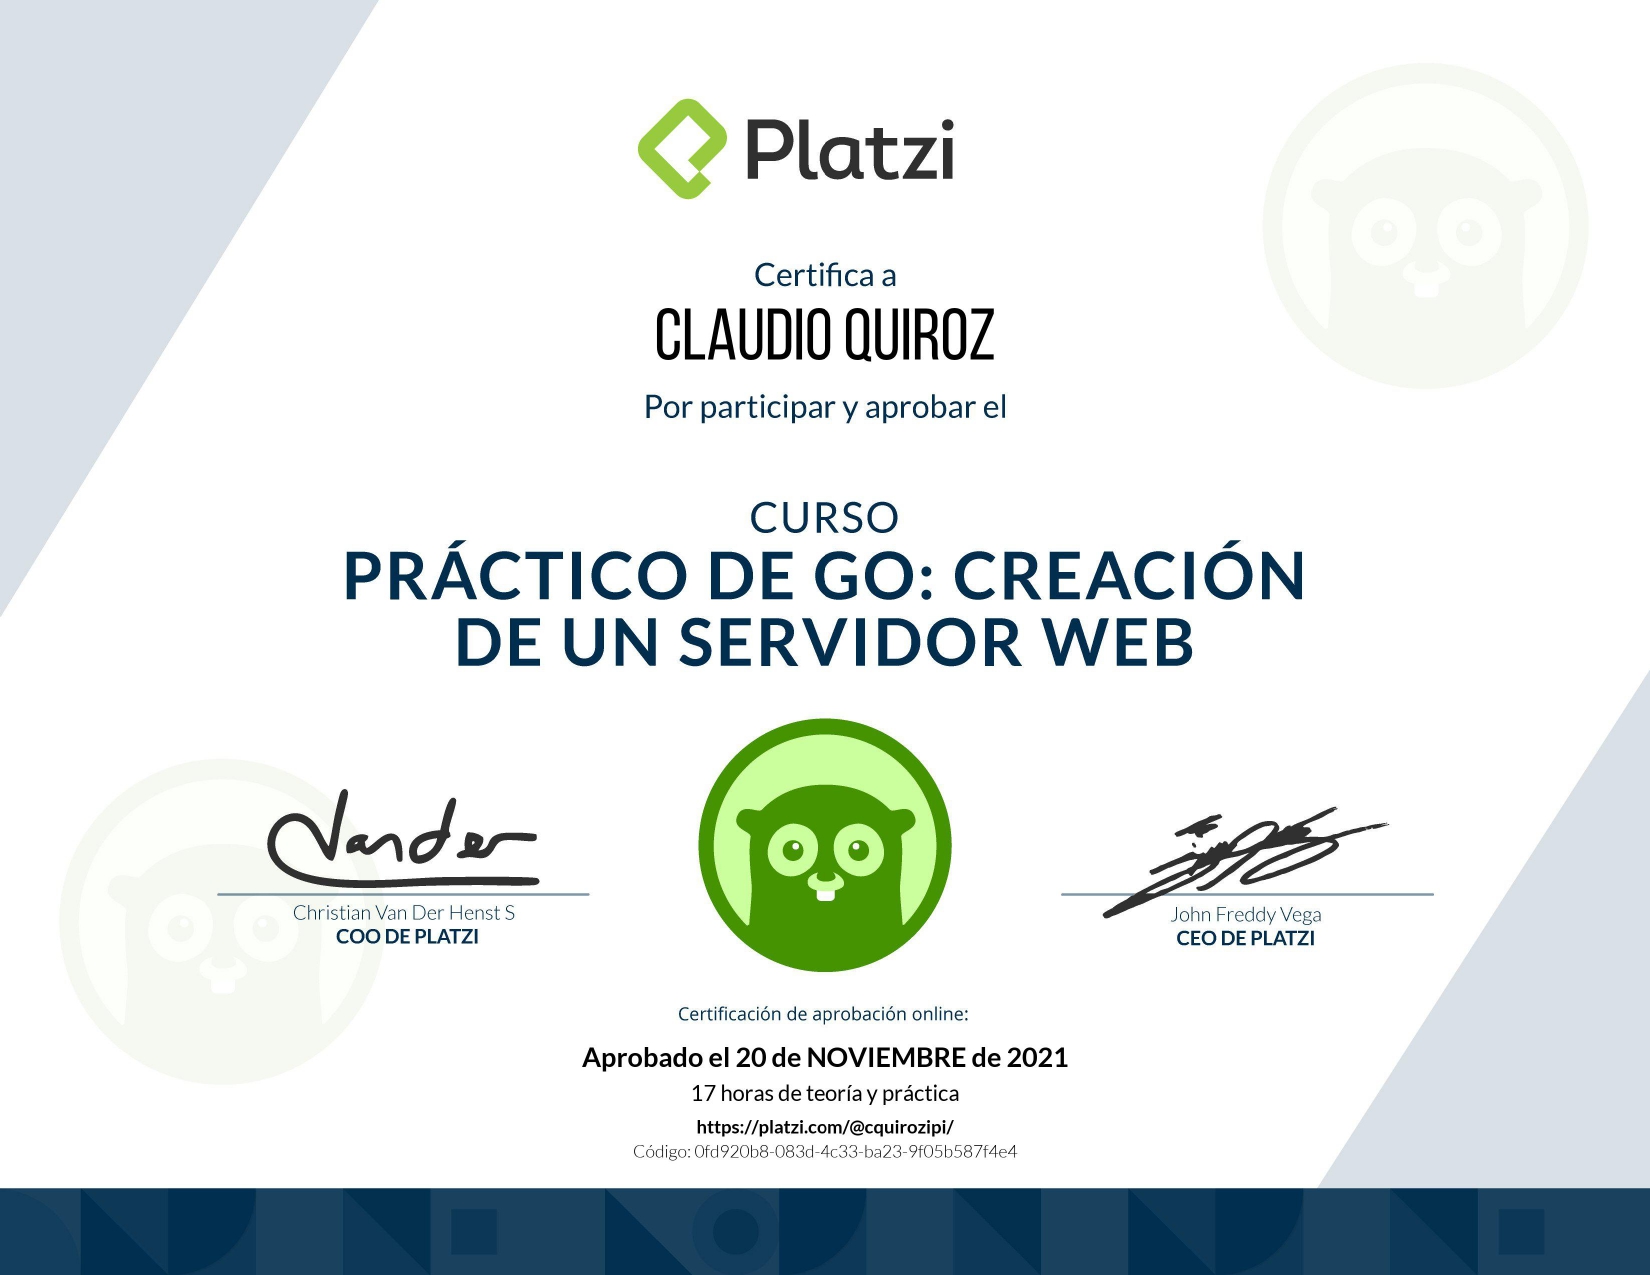 Platzi
Certifica a
CLAUDIO QUIROZ
Por participar y aprobar el
CURSO
PRÁCTICO DE GO: CREACIÓN
DE UN SERVIDOR WEB
Vander
Christian Van Der Henst S
COO DE PLATZI
John Freddy Vega
CEO DE PLATZI
Certificación de aprobación online:
Aprobado el 20 de NOVIEMBRE de 2021
17 horas de teoría y práctica
https://platzi.com/@cquirozipi/
Código: 0fd920b8-083d-4c33-ba23-9f05b587f4e4